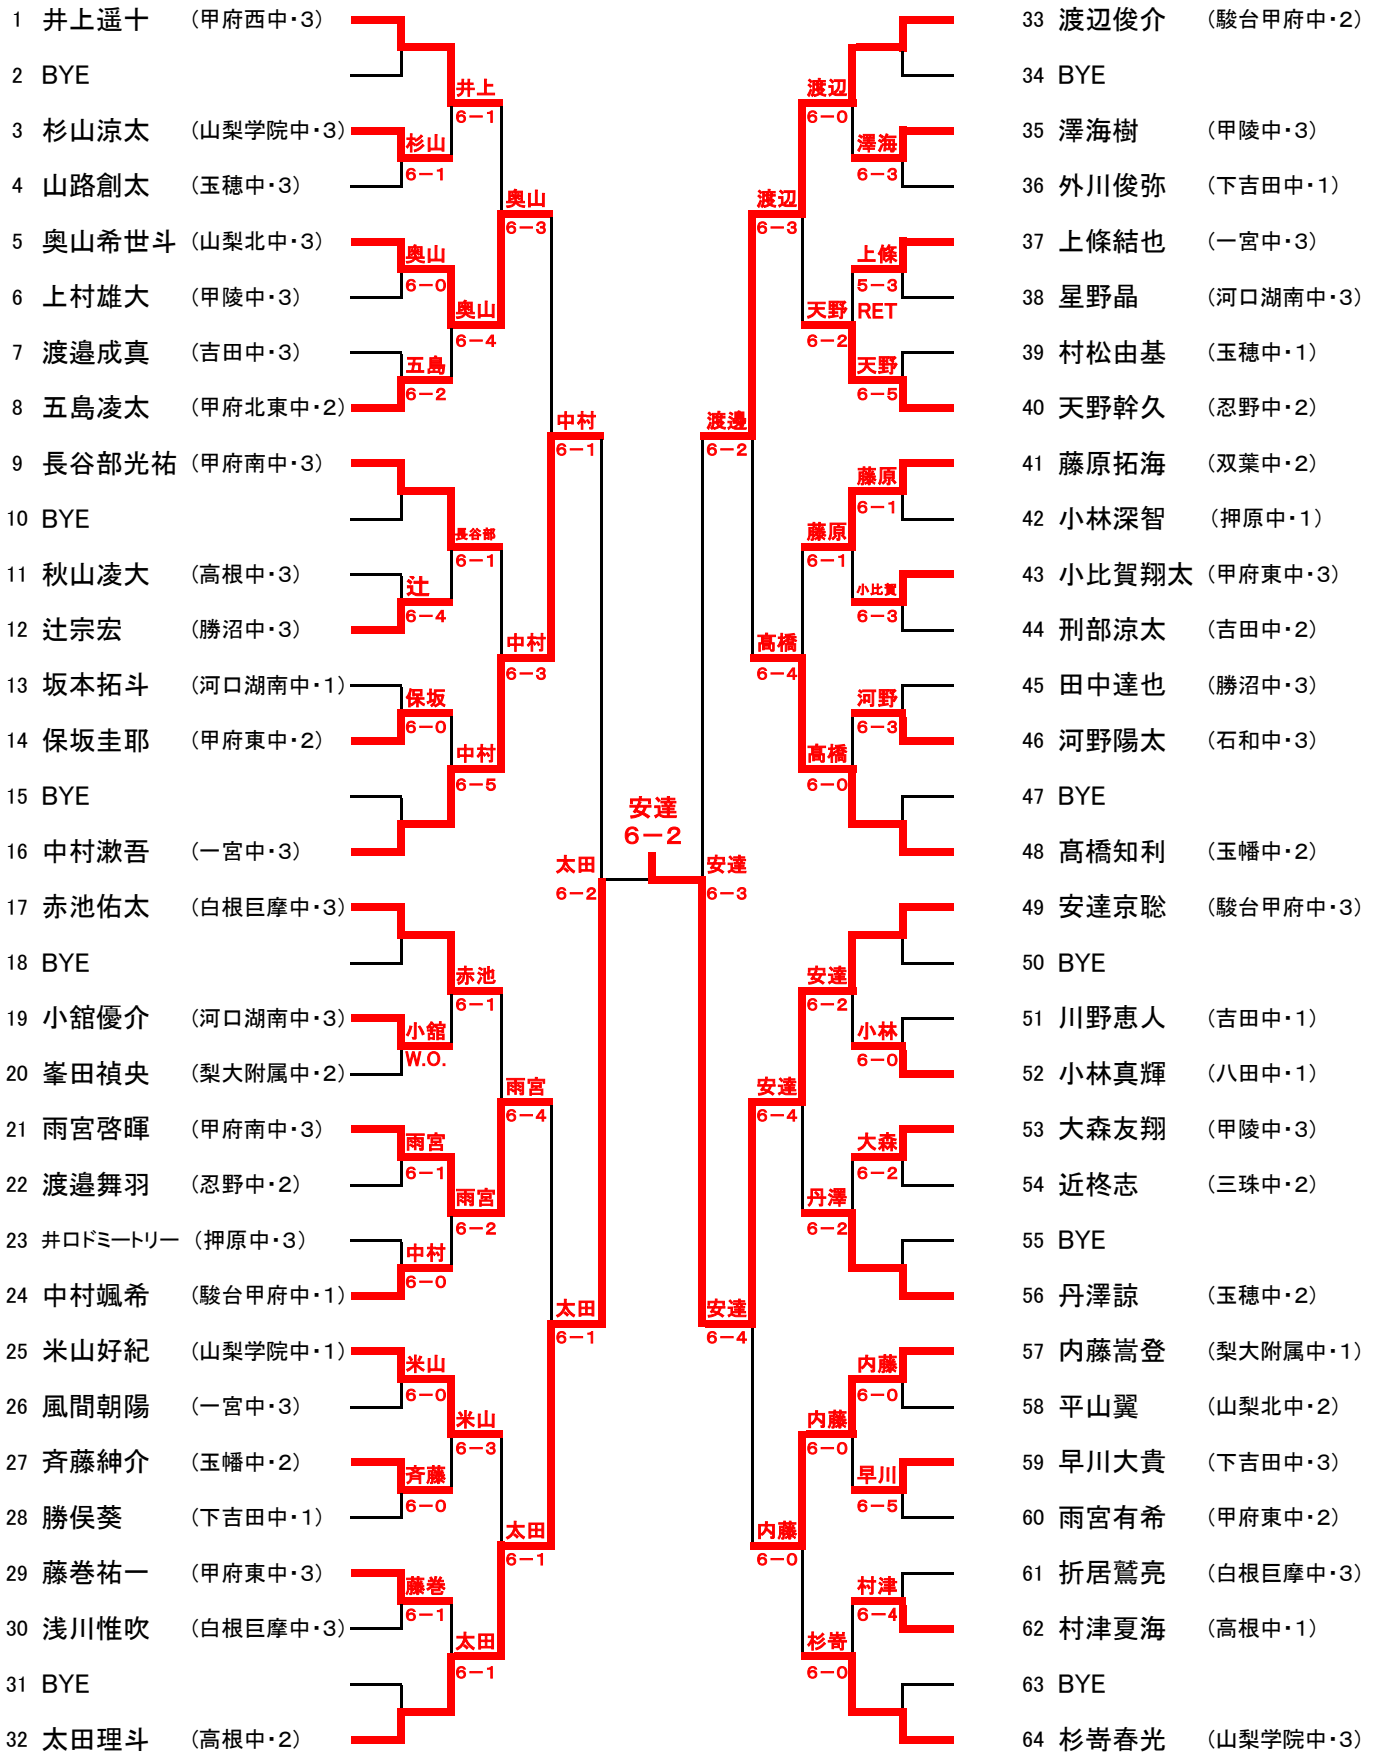 1 井上遥十 (甲府西中・3)
2 BYE
3 杉山涼太 (山梨学院中・3)
4 山路創太 (玉穂中・3)
5 奥山希世斗 (山梨北中・3)
6 上村雄大 (甲陵中・3)
7 渡邉成真 (吉田中・3)
8 五島凌太 (甲府北東中・2)
9 長谷部光祐 (甲府南中・3)
10 BYE
11 秋山凌大 (高根中・3)
12 辻宗宏 (勝沼中・3)
13 坂本拓斗 (河口湖南中・1)
14 保坂圭耶 (甲府東中・2)
15 BYE
16 中村漱吾 (一宮中・3)
17 赤池佑太 (白根巨摩中・3)
18 BYE
19 小舘優介 (河口湖南中・3)
20 峯田禎央 (梨大附属中・2)
21 雨宮啓暉 (甲府南中・3)
22 渡邉舞羽 (忍野中・2)
23 井口ドミートリー (押原中・3)
24 中村颯希 (駿台甲府中・1)
25 米山好紀 (山梨学院中・1)
26 風間朝陽 (一宮中・3)
27 斉藤紳介 (玉幡中・2)
28 勝俣葵 (下吉田中・1)
29 藤巻祐一 (甲府東中・3)
30 浅川惟吹 (白根巨摩中・3)
31 BYE
32 太田理斗 (高根中・2)
杉山
6-1
奥山
6-0
五島
6-2
辻
6-4
保坂
6-0
小舘
W.O.
雨宮
6-1
中村
6-0
米山
6-0
斉藤
6-0
藤巻
6-1
井上
6-1
奥山
6-4
長谷部
6-1
中村
6-5
赤池
6-1
雨宮
6-2
米山
6-3
太田
6-1
奥山
6-3
中村
6-3
雨宮
6-4
太田
6-1
中村
6-1
太田
6-1
太田
6-2
安達
6-2
安達
6-3
渡邊
6-2
安達
6-4
渡辺
6-3
髙橋
6-4
安達
6-4
内藤
6-0
渡辺
6-0
天野
6-2
藤原
6-1
髙橋
6-0
安達
6-2
丹澤
6-2
内藤
6-0
杉嵜
6-0
澤海
6-3
上條
5-3
RET
天野
6-5
藤原
6-1
小比賀
6-3
河野
6-3
小林
6-0
大森
6-2
内藤
6-0
早川
6-5
村津
6-4
33 渡辺俊介 (駿台甲府中・2)
34 BYE
35 澤海樹 (甲陵中・3)
36 外川俊弥 (下吉田中・1)
37 上條結也 (一宮中・3)
38 星野晶 (河口湖南中・3)
39 村松由基 (玉穂中・1)
40 天野幹久 (忍野中・2)
41 藤原拓海 (双葉中・2)
42 小林深智 (押原中・1)
43 小比賀翔太 (甲府東中・3)
44 刑部涼太 (吉田中・2)
45 田中達也 (勝沼中・3)
46 河野陽太 (石和中・3)
47 BYE
48 髙橋知利 (玉幡中・2)
49 安達京聡 (駿台甲府中・3)
50 BYE
51 川野恵人 (吉田中・1)
52 小林真輝 (八田中・1)
53 大森友翔 (甲陵中・3)
54 近柊志 (三珠中・2)
55 BYE
56 丹澤諒 (玉穂中・2)
57 内藤嵩登 (梨大附属中・1)
58 平山翼 (山梨北中・2)
59 早川大貴 (下吉田中・3)
60 雨宮有希 (甲府東中・2)
61 折居鷲亮 (白根巨摩中・3)
62 村津夏海 (高根中・1)
63 BYE
64 杉嵜春光 (山梨学院中・3)